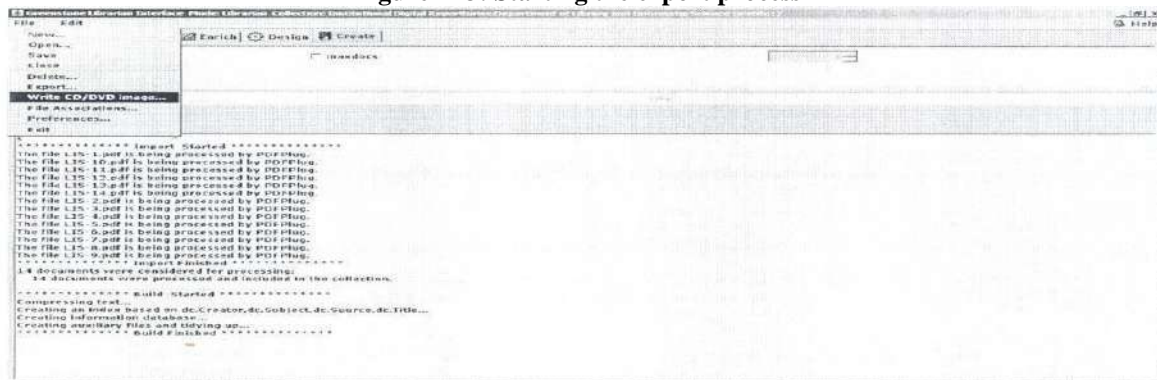 File Edit
Help
New...
Enrich Design Create
Open...
Save
maxdocs
Close
Delete...
Export...
Write CD/DVD image...
File Associations...
Preferences...
Exit
************** Import Started **************
The file LIS-1.pdf is being processed by PDFPlug.
The file LIS-10.pdf is being processed by PDFPlug.
The file LIS-11.pdf is being processed by PDFPlug.
The file LIS-12.pdf is being processed by PDFPlug.
The file LIS-13.pdf is being processed by PDFPlug.
The file LIS-14.pdf is being processed by PDFPlug.
The file LIS-2.pdf is being processed by PDFPlug.
The file LIS-3.pdf is being processed by PDFPlug.
The file LIS-4.pdf is being processed by PDFPlug.
The file LIS-5.pdf is being processed by PDFPlug.
The file LIS-6.pdf is being processed by PDFPlug.
The file LIS-7.pdf is being processed by PDFPlug.
The file LIS-8.pdf is being processed by PDFPlug.
The file LIS-9.pdf is being processed by PDFPlug.
************** Import Finished **************
14 documents were considered for processing:
14 documents were processed and included in the collection.
************** Build Started **************
Compressing text...
Creating an index based on dc.Creator,dc.Subject,dc.Source,dc.Title...
Creating information database...
Creating auxiliary files and tidying up...
************** Build Finished **************